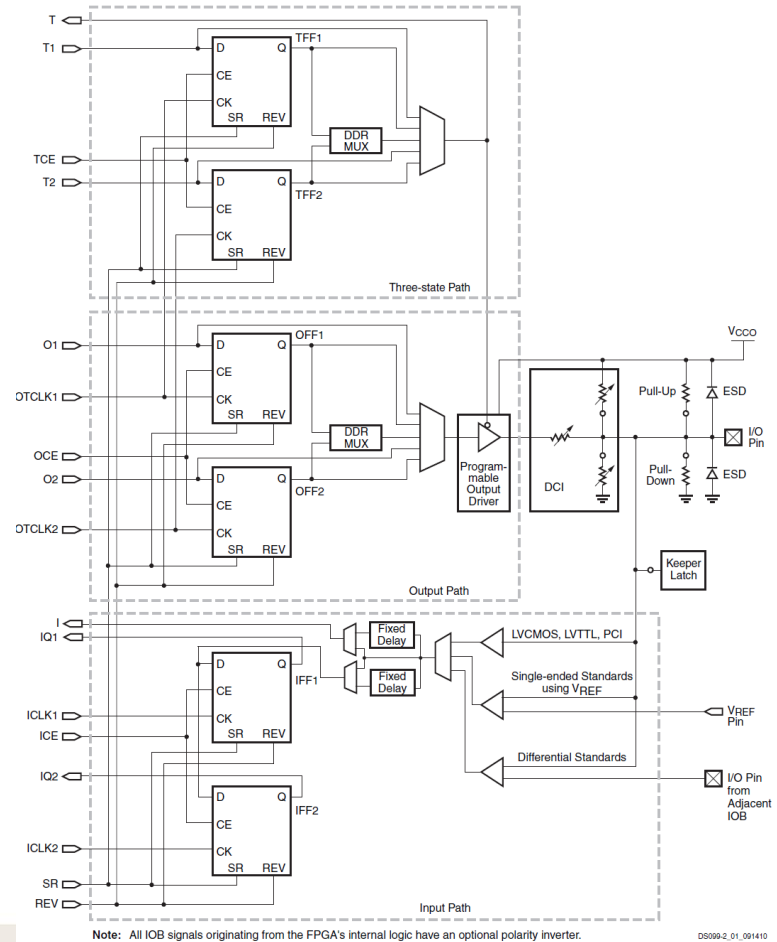 T
T1
TFF1
D Q
CE
CK
SR REV
DDR
MUX
TCE
T2
D Q
TFF2
CE
CK
SR REV
Three-state Path
O1
OFF1
D Q
CE
OTCLK1
CK
SR REV
DDR
MUX
OCE
O2
D Q
OFF2
CE
OTCLK2
CK
SR REV
Program-
mable
Output
Driver
Output Path
DCI
VCCO
Pull-Up
ESD
I/O
Pin
Pull-
Down
ESD
Keeper
Latch
I
IQ1
Fixed
Delay
Fixed
Delay
LVCMOS, LVTTL, PCI
D Q
IFF1
CE
ICLK1
CK
ICE
SR REV
Single-ended Standards
using VREF
VREF
Pin
Differential Standards
I/O Pin
from
Adjacent
IOB
IQ2
D Q
IFF2
CE
ICLK2
CK
SR REV
SR
REV
Input Path
Note: All IOB signals originating from the FPGA's internal logic have an optional polarity inverter.
DS099-2_01_091410